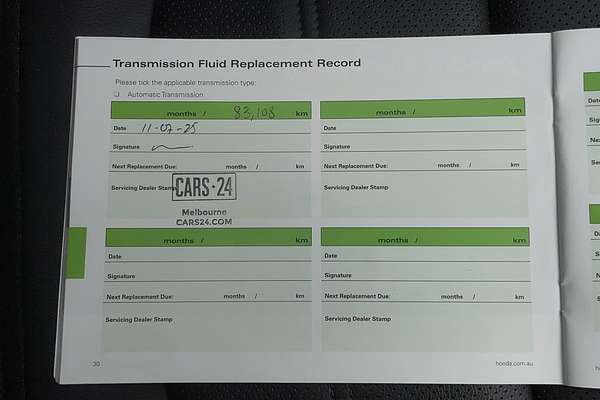 Transmission Fluid Replacement Record
Please tick the applicable transmission type:
❑ Automatic Transmission
months / 83,108 km
Date 11-07-25
Signature
Next Replacement Due: months / km
Servicing Dealer Stamp
CARS·24
Melbourne
CARS24.COM
months / km
Date
Signature
Next Replacement Due: months / km
Servicing Dealer Stamp
months / km
Date
Signature
Next Replacement Due: months / km
Servicing Dealer Stamp
months / km
Date
Signature
Next Replacement Due: months / km
Servicing Dealer Stamp
30
honda.com.au